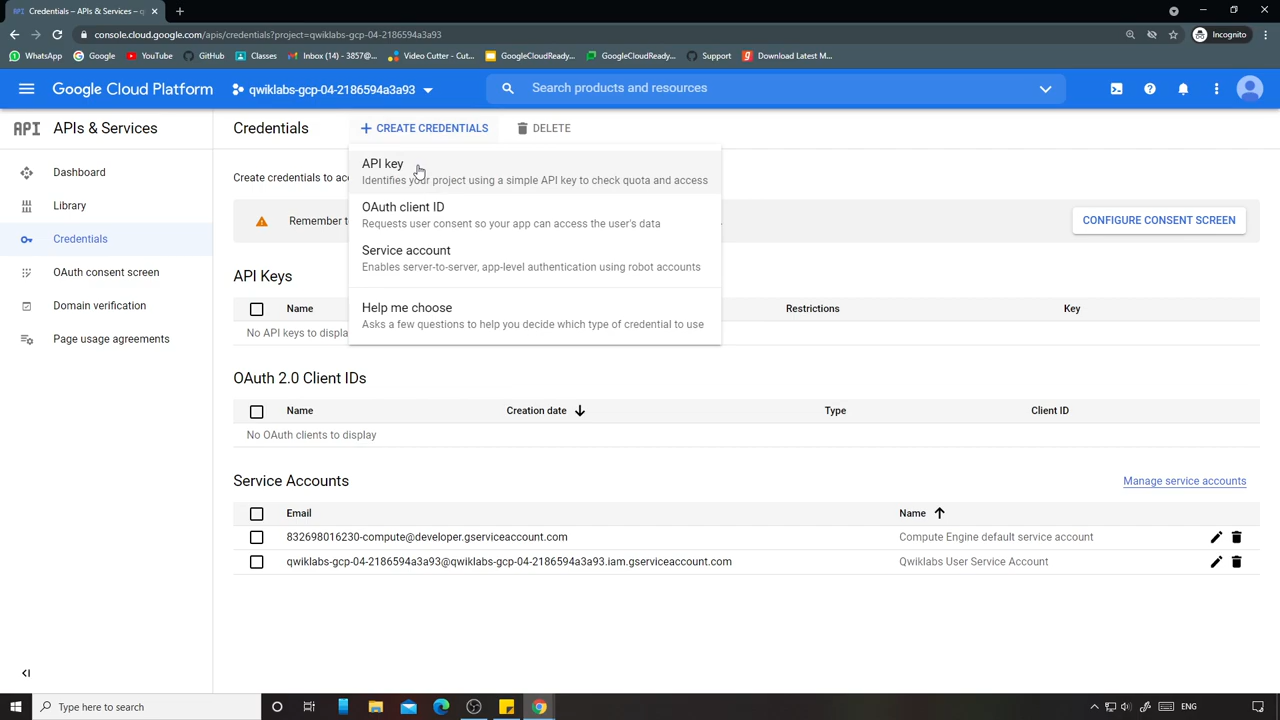 API Credentials – APIs & Services –
console.cloud.google.com/apis/credentials?project=qwiklabs-gcp-04-2186594a3a93
Incognito
WhatsApp Google YouTube GitHub Classes Inbox (14) - 3857@... Video Cutter - Cut... GoogleCloudReady... GoogleCloudReady... Support Download Latest M...
Google Cloud Platform qwiklabs-gcp-04-2186594a3a93 Search products and resources
API APIs & Services
Credentials
CREATE CREDENTIALS
DELETE
Dashboard
Library
Credentials
OAuth consent screen
Domain verification
Page usage agreements
Create credentials to acc
API key
Identifies your project using a simple API key to check quota and access
OAuth client ID
Requests user consent so your app can access the user's data
Service account
Enables server-to-server, app-level authentication using robot accounts
Help me choose
Asks a few questions to help you decide which type of credential to use
Remember t
CONFIGURE CONSENT SCREEN
API Keys
Name Restrictions Key
No API keys to displa
OAuth 2.0 Client IDs
Name Creation date Type Client ID
No OAuth clients to display
Service Accounts
Manage service accounts
Email Name
832698016230-compute@developer.gserviceaccount.com Compute Engine default service account
qwiklabs-gcp-04-2186594a3a93@qwiklabs-gcp-04-2186594a3a93.iam.gserviceaccount.com Qwiklabs User Service Account
Type here to search
ENG